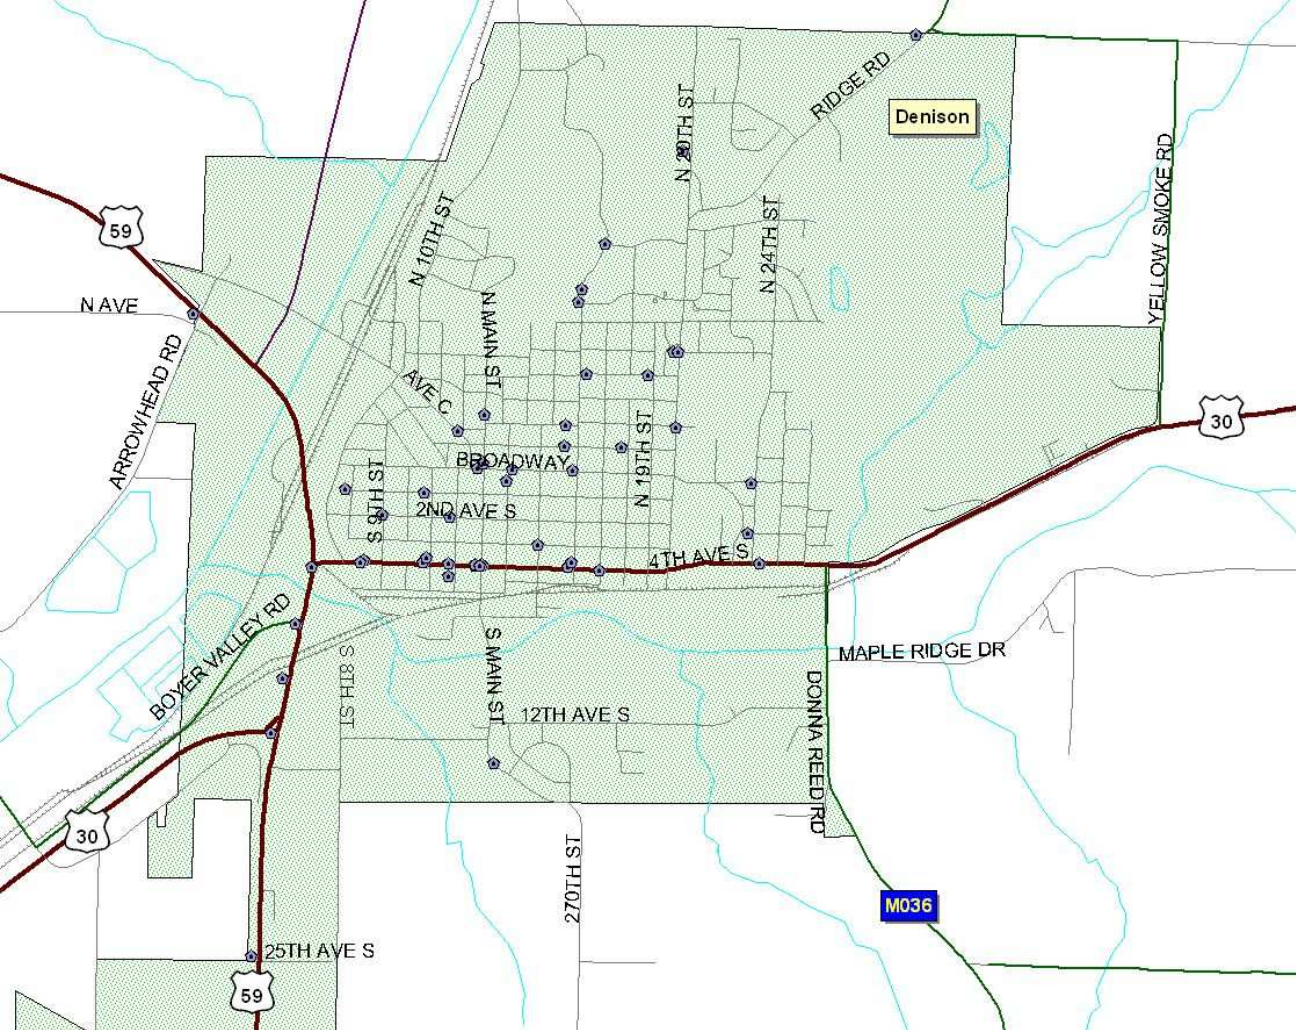 RIDGE RD
Denison
N 20TH ST
YELLOW SMOKE RD
59
N 10TH ST
N 24TH ST
N AVE
N MAIN ST
ARROWHEAD RD
AVE C
30
N 19TH ST
BROADWAY
S 9TH ST
2ND AVE S
4TH AVE S
BOYER VALLEY RD
S 8TH ST
S MAIN ST
MAPLE RIDGE DR
12TH AVE S
DONNA REED RD
30
270TH ST
M036
25TH AVE S
59